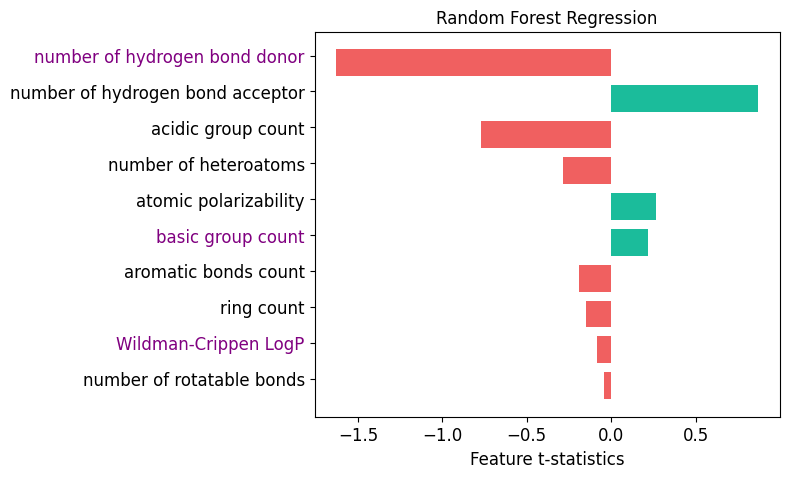 Random Forest Regression
number of hydrogen bond donor
number of hydrogen bond acceptor
acidic group count
number of heteroatoms
atomic polarizability
basic group count
aromatic bonds count
ring count
Wildman-Crippen LogP
number of rotatable bonds
−1.5 −1.0 −0.5 0.0 0.5
Feature t-statistics